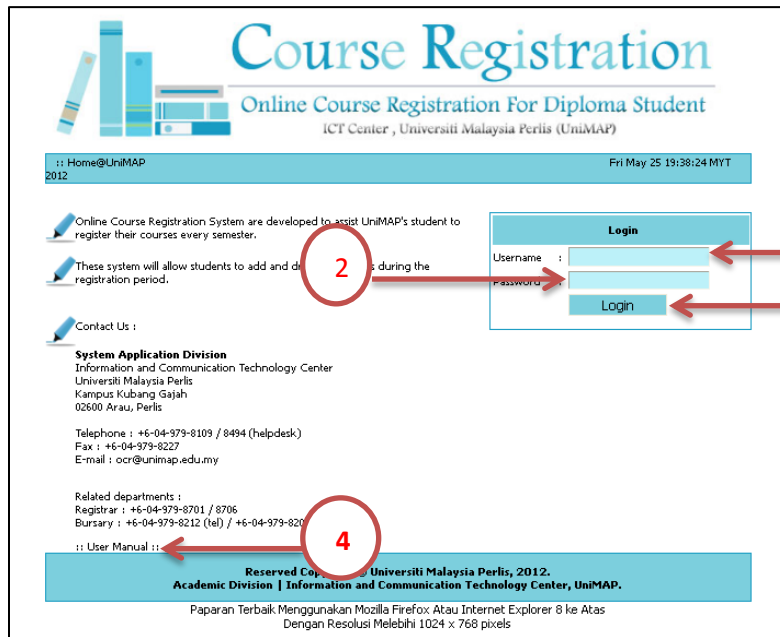 Course Registration
Online Course Registration For Diploma Student
ICT Center , Universiti Malaysia Perlis (UniMAP)
:: Home@UniMAP Fri May 25 19:38:24 MYT
2012
Online Course Registration System are developed to assist UniMAP's student to
register their courses every semester.
These system will allow students to add and during the
registration period.
Contact Us :
System Application Division
Information and Communication Technology Center
Universiti Malaysia Perlis
Kampus Kubang Gajah
02600 Arau, Perlis
Telephone : +6-04-979-8109 / 8494 (helpdesk)
Fax : +6-04-979-8227
E-mail : ocr@unimap.edu.my
Related departments :
Registrar : +6-04-979-8701 / 8706
Bursary : +6-04-979-8212 (tel) /
:: User Manual ::
Login
Username :
Password :
Login
2
4
Reserved Universiti Malaysia Perlis, 2012.
Academic Division | Information and Communication Technology Center, UniMAP.
Paparan Terbaik Menggunakan Mozilla Firefox Atau Internet Explorer 8 ke Atas
Dengan Resolusi Melebihi 1024 x 768 pixels